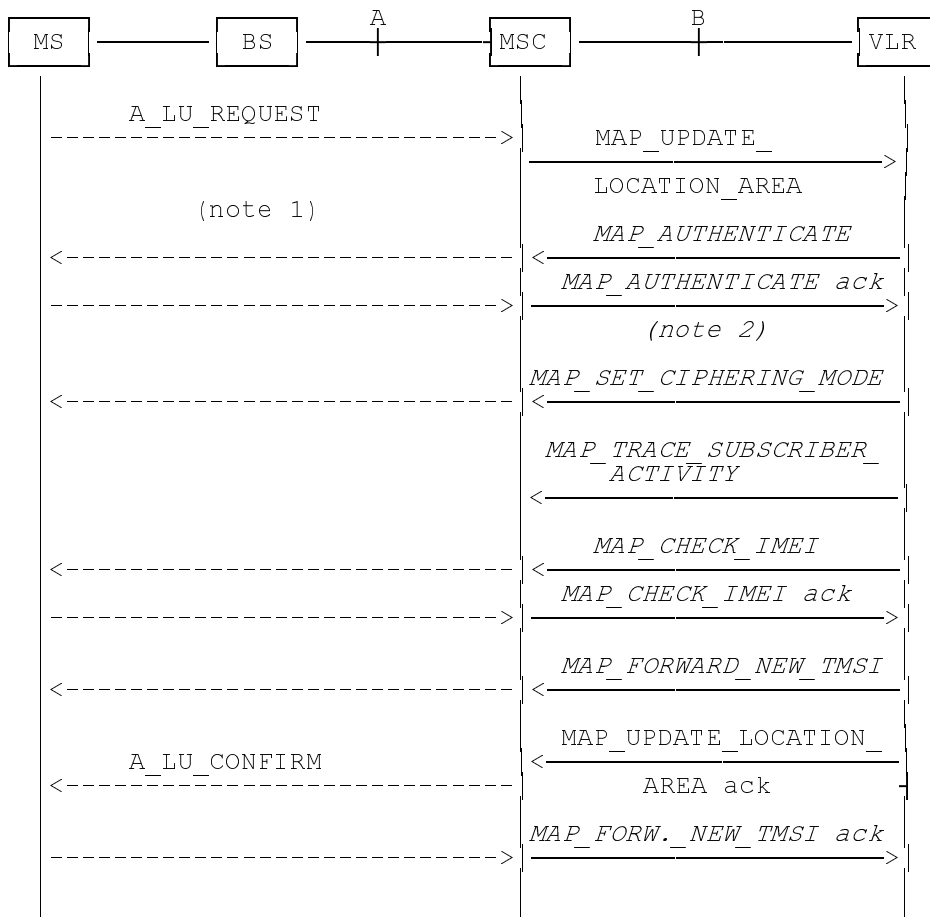 A B
MS BS MSC VLR
A_LU_REQUEST
MAP_UPDATE_
LOCATION_AREA
(note 1)
MAP_AUTHENTICATE
MAP_AUTHENTICATE ack
(note 2)
MAP_SET_CIPHERING_MODE
MAP_TRACE_SUBSCRIBER_
ACTIVITY
MAP_CHECK_IMEI
MAP_CHECK_IMEI ack
MAP_FORWARD_NEW_TMSI
MAP_UPDATE_LOCATION_
A_LU_CONFIRM
AREA ack
MAP_FORW._NEW_TMSI ack